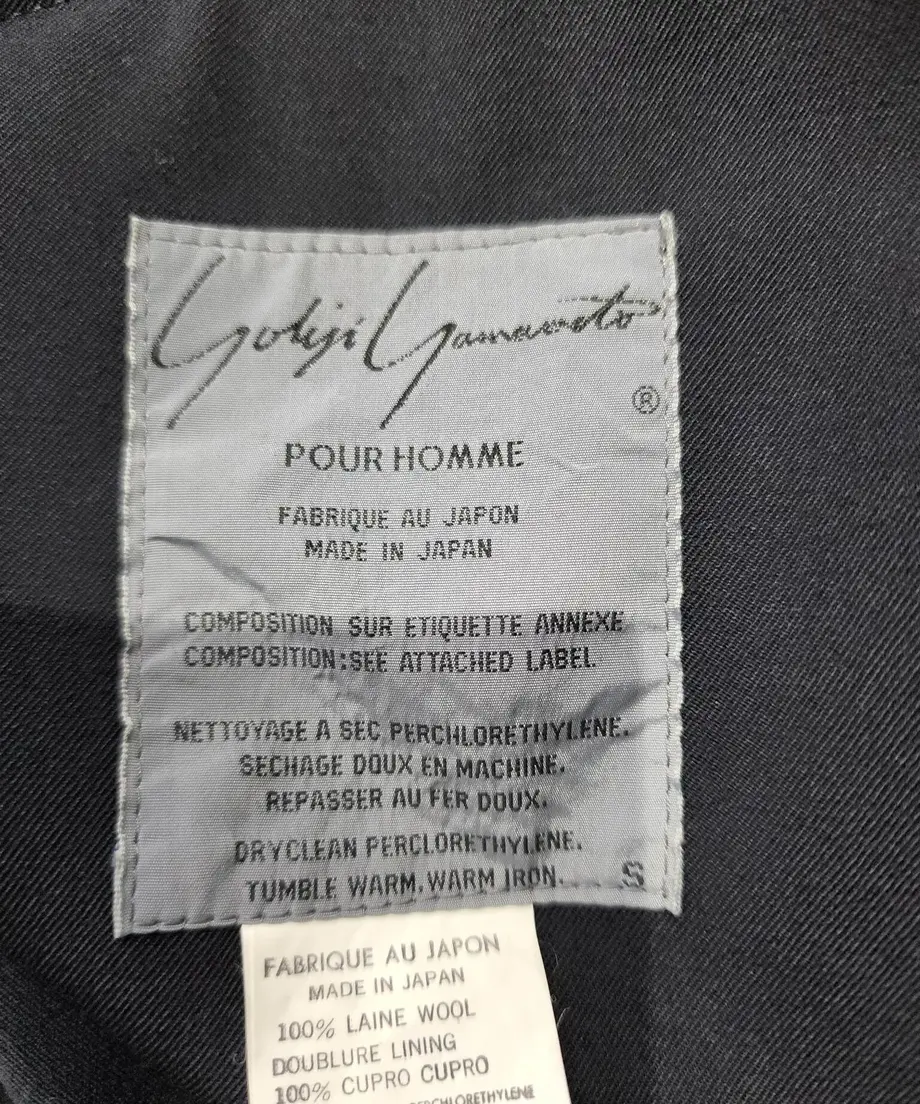 Yohji Yamamoto
®
POUR HOMME
FABRIQUE AU JAPON
MADE IN JAPAN
COMPOSITION SUR ETIQUETTE ANNEXE
COMPOSITION:SEE ATTACHED LABEL
NETTOYAGE A SEC PERCHLORETHYLENE.
SECHAGE DOUX EN MACHINE.
REPASSER AU FER DOUX.
DRYCLEAN PERCLORETHYLENE.
TUMBLE WARM.WARM IRON.
S
FABRIQUE AU JAPON
MADE IN JAPAN
100% LAINE WOOL
DOUBLURE LINING
100% CUPRO CUPRO